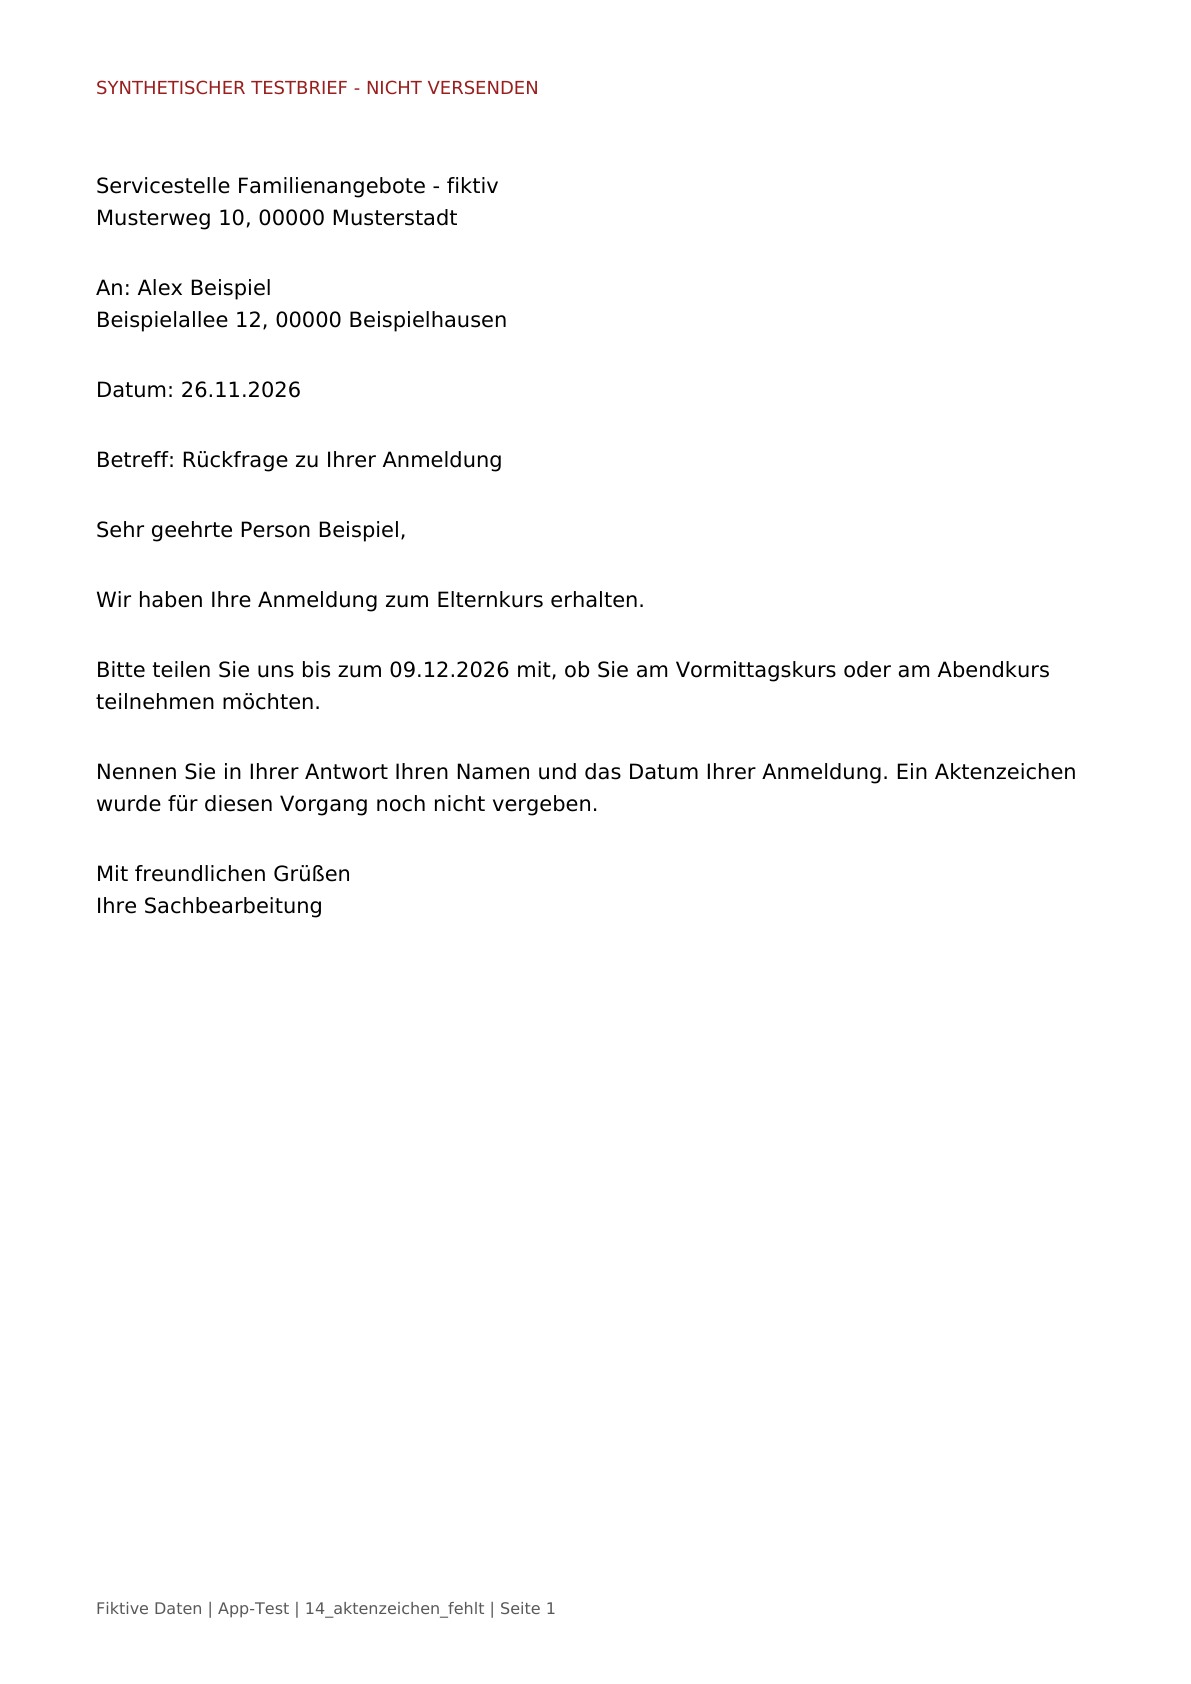 SYNTHETISCHER TESTBRIEF - NICHT VERSENDEN
Servicestelle Familienangebote - fiktiv
Musterweg 10, 00000 Musterstadt
An: Alex Beispiel
Beispielallee 12, 00000 Beispielhausen
Datum: 26.11.2026
Betreff: Rückfrage zu Ihrer Anmeldung
Sehr geehrte Person Beispiel,
Wir haben Ihre Anmeldung zum Elternkurs erhalten.
Bitte teilen Sie uns bis zum 09.12.2026 mit, ob Sie am Vormittagskurs oder am Abendkurs
teilnehmen möchten.
Nennen Sie in Ihrer Antwort Ihren Namen und das Datum Ihrer Anmeldung. Ein Aktenzeichen
wurde für diesen Vorgang noch nicht vergeben.
Mit freundlichen Grüßen
Ihre Sachbearbeitung
Fiktive Daten | App-Test | 14_aktenzeichen_fehlt | Seite 1